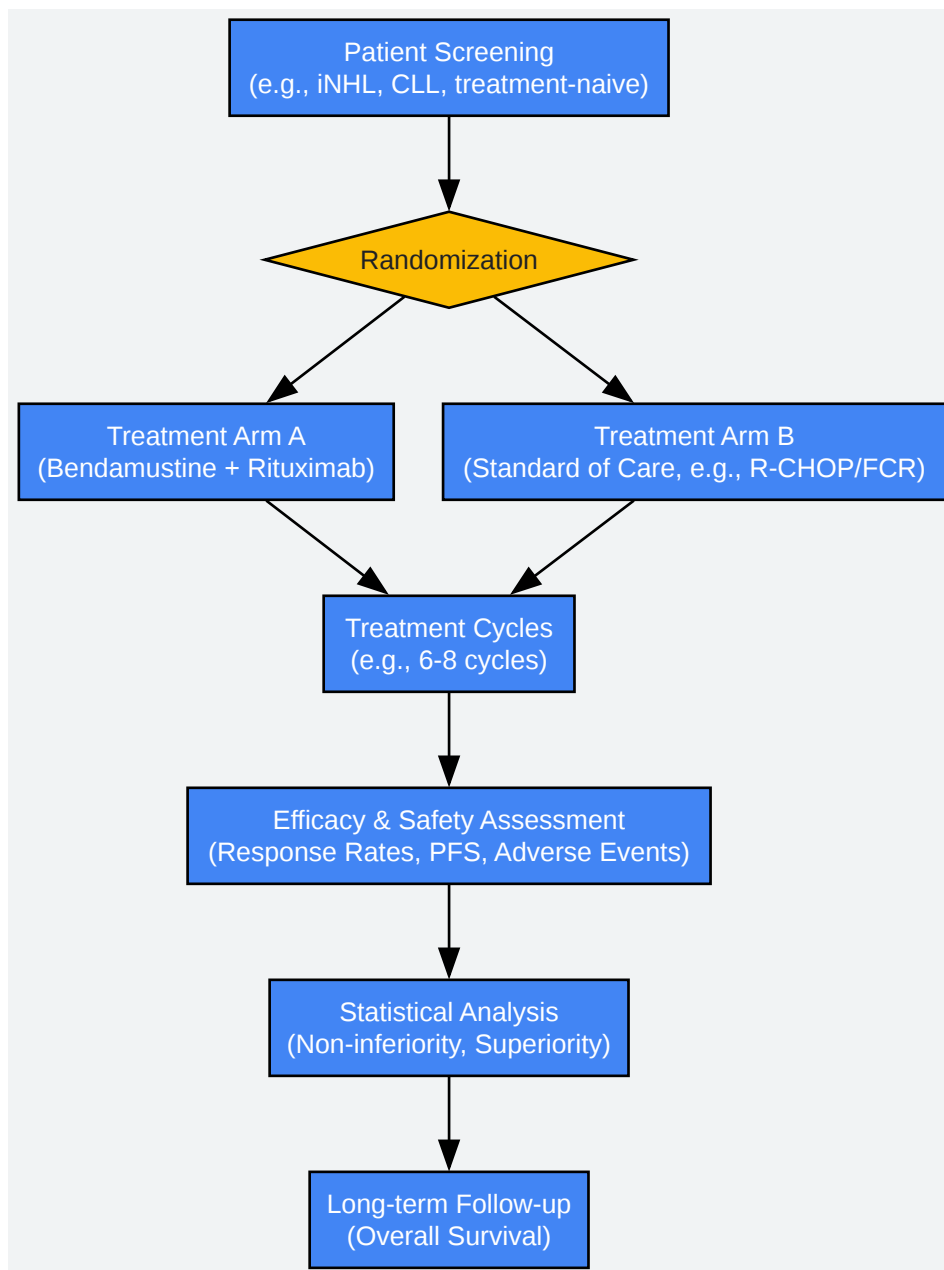 Patient Screening
(e.g., iNHL, CLL, treatment-naive)
Randomization
Treatment Arm A
(Bendamustine + Rituximab)
Treatment Arm B
(Standard of Care, e.g., R-CHOP/FCR)
Treatment Cycles
(e.g., 6-8 cycles)
Efficacy & Safety Assessment
(Response Rates, PFS, Adverse Events)
Statistical Analysis
(Non-inferiority, Superiority)
Long-term Follow-up
(Overall Survival)